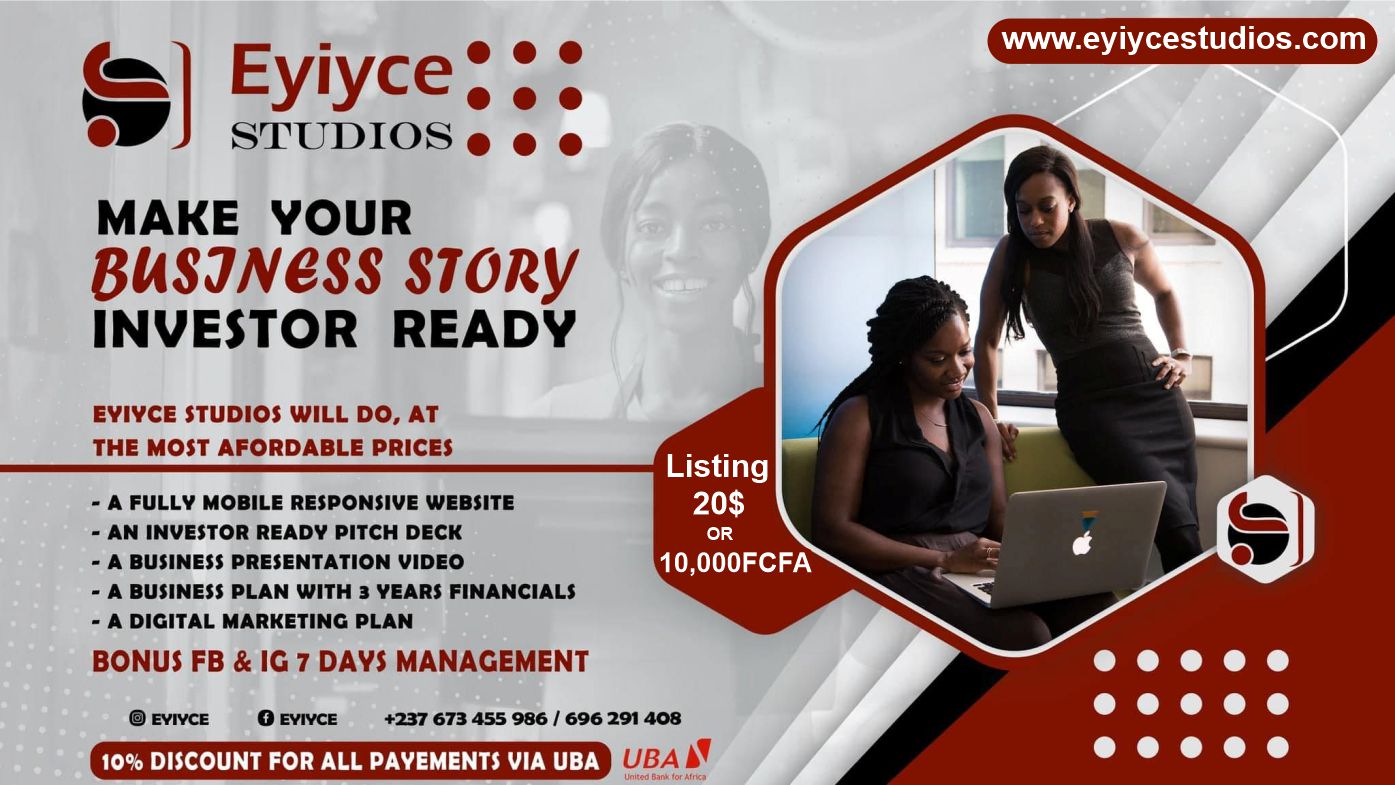 www.eyiycestudios.com
Eyiyce
STUDIOS
MAKE YOUR
BUSINESS STORY
INVESTOR READY
EYIYCE STUDIOS WILL DO, AT
THE MOST AFORDABLE PRICES
- A FULLY MOBILE RESPONSIVE WEBSITE
- AN INVESTOR READY PITCH DECK
- A BUSINESS PRESENTATION VIDEO
- A BUSINESS PLAN WITH 3 YEARS FINANCIALS
- A DIGITAL MARKETING PLAN
BONUS FB & IG 7 DAYS MANAGEMENT
Listing
20$
OR
10,000FCFA
EYIYCE EYIYCE +237 673 455 986 / 696 291 408
10% DISCOUNT FOR ALL PAYEMENTS VIA UBA
UBA
United Bank for Africa